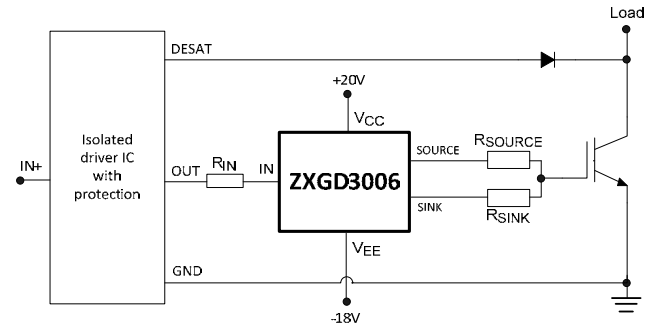 Load
DESAT
+20V
VCC
Isolated
driver IC
with
protection
IN+
OUT
RIN
IN
ZXGD3006
SOURCE
RSOURCE
SINK
RSINK
VEE
GND
-18V